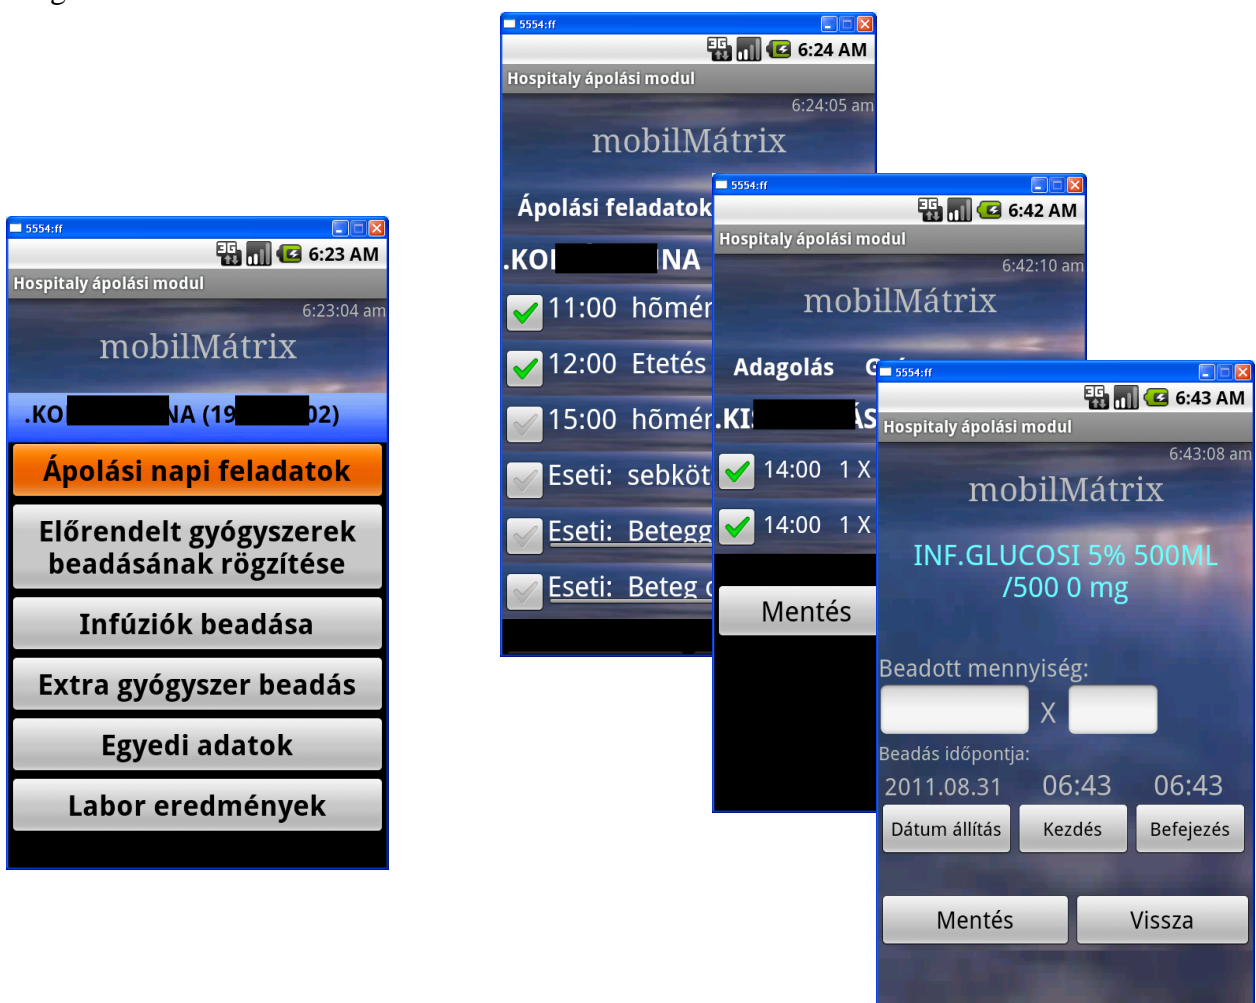 5554:ff
6:23 AM
Hospitaly ápolási modul
6:23:04 am
mobilMátrix
.KO NA (19 02)
Ápolási napi feladatok
Előrendelt gyógyszerek
beadásának rögzítése
Infúziók beadása
Extra gyógyszer beadás
Egyedi adatok
Labor eredmények
5554:ff
6:24 AM
Hospitaly ápolási modul
6:24:05 am
mobilMátrix
Ápolási feladatok
NA
11:00
12:00 Etetés
15:00
Eseti:
Eseti:
Eseti: Beteg
5554:ff
6:42 AM
Hospitaly ápolási modul
6:42:10 am
mobilMátrix
Adagolás
14:00 1 X
14:00 1 X
Mentés
5554:ff
6:43 AM
Hospitaly ápolási modul
6:43:08 am
mobilMátrix
INF.GLUCOSI 5% 500ML
/500 0 mg
Beadott mennyiség:
X
Beadás időpontja:
2011.08.31 06:43 06:43
Dátum állítás Kezdés Befejezés
Mentés Vissza